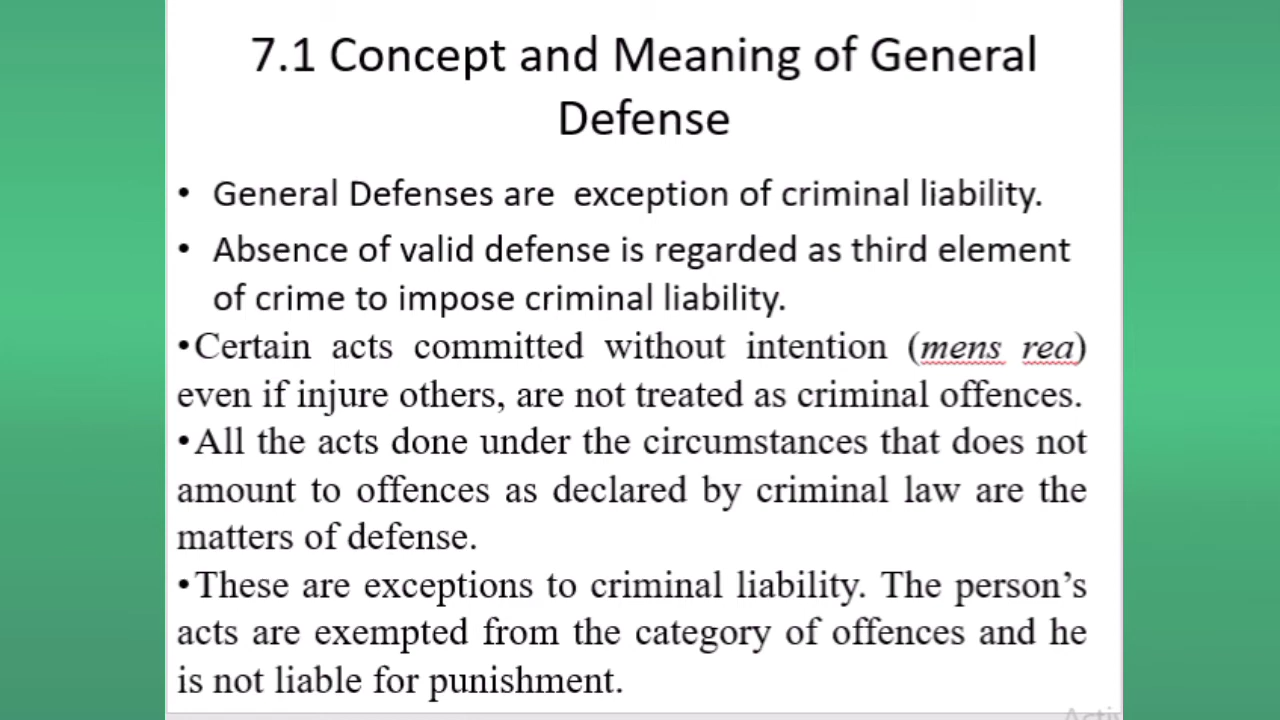 7.1 Concept and Meaning of General
Defense
• General Defenses are exception of criminal liability.
• Absence of valid defense is regarded as third element
of crime to impose criminal liability.
•Certain acts committed without intention (mens rea)
even if injure others, are not treated as criminal offences.
•All the acts done under the circumstances that does not
amount to offences as declared by criminal law are the
matters of defense.
•These are exceptions to criminal liability. The person’s
acts are exempted from the category of offences and he
is not liable for punishment.